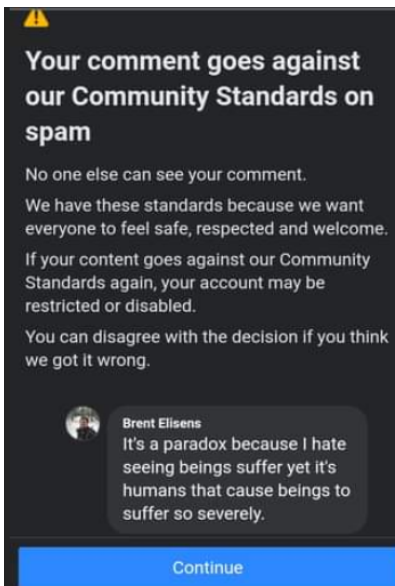 Your comment goes against
our Community Standards on
spam
No one else can see your comment.
We have these standards because we want
everyone to feel safe, respected and welcome.
If your content goes against our Community
Standards again, your account may be
restricted or disabled.
You can disagree with the decision if you think
we got it wrong.
Brent Elisens
It's a paradox because I hate
seeing beings suffer yet it's
humans that cause beings to
suffer so severely.
Continue